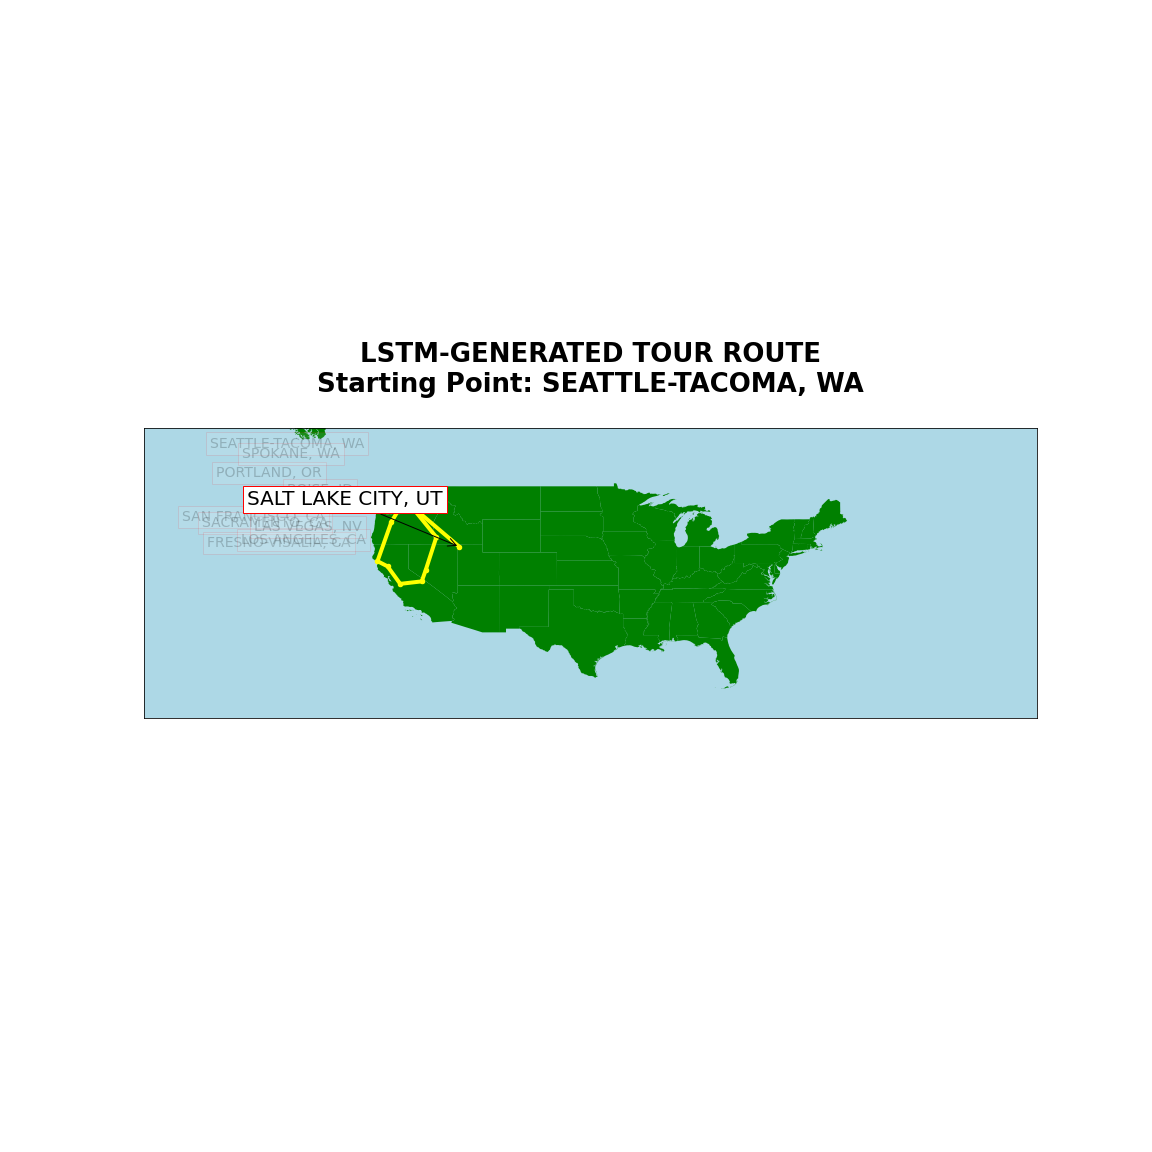 LSTM-GENERATED TOUR ROUTE
Starting Point: SEATTLE-TACOMA, WA
SEATTLE-TACOMA, WA
SPOKANE, WA
PORTLAND, OR
BOISE, ID
SALT LAKE CITY, UT
SAN FRANCISCO, CA
SACRAMENTO, CA
LAS VEGAS, NV
LOS ANGELES, CA
FRESNO-VISALIA, CA